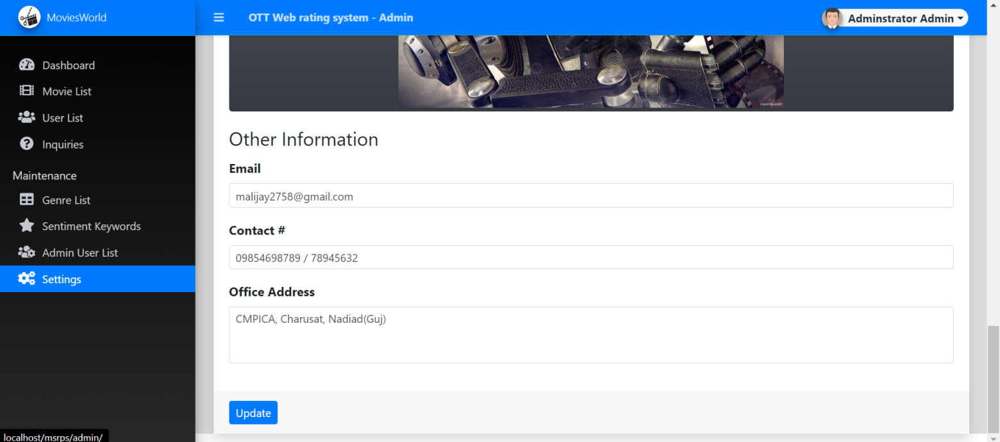 MoviesWorld
OTT Web rating system - Admin
Adminstrator Admin
Dashboard
Movie List
User List
Inquiries
Maintenance
Genre List
Sentiment Keywords
Admin User List
Settings
Other Information
Email
malijay2758@gmail.com
Contact #
09854698789 / 78945632
Office Address
CMPICA, Charusat, Nadiad(Guj)
Update
localhost/msrps/admin/